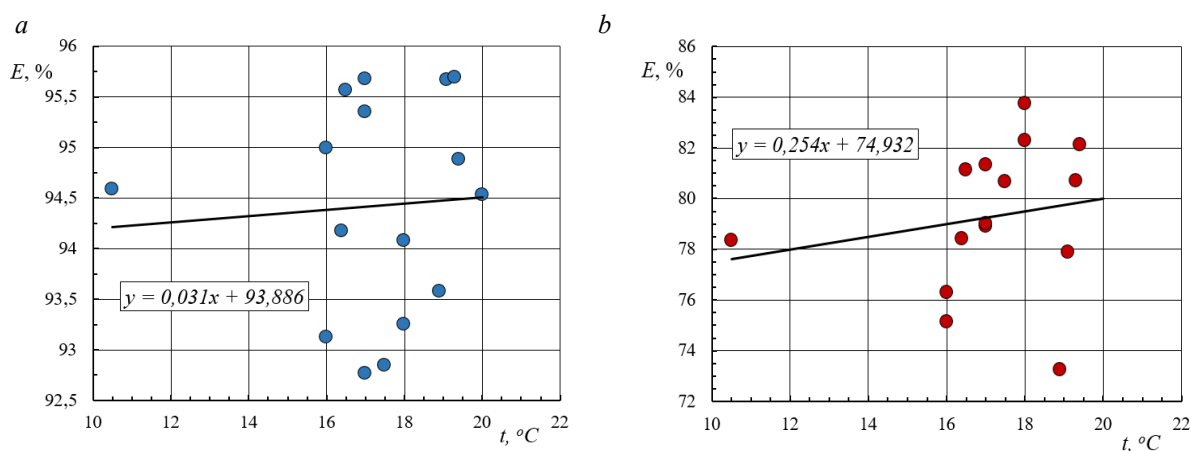 a
E, %
96
95,5
95
94,5
94
93,5
93
92,5
y = 0,031x + 93,886
10 12 14 16 18 20 22
t, °C
b
E, %
86
84
82
80
78
76
74
72
y = 0,254x + 74,932
10 12 14 16 18 20 22
t, °C